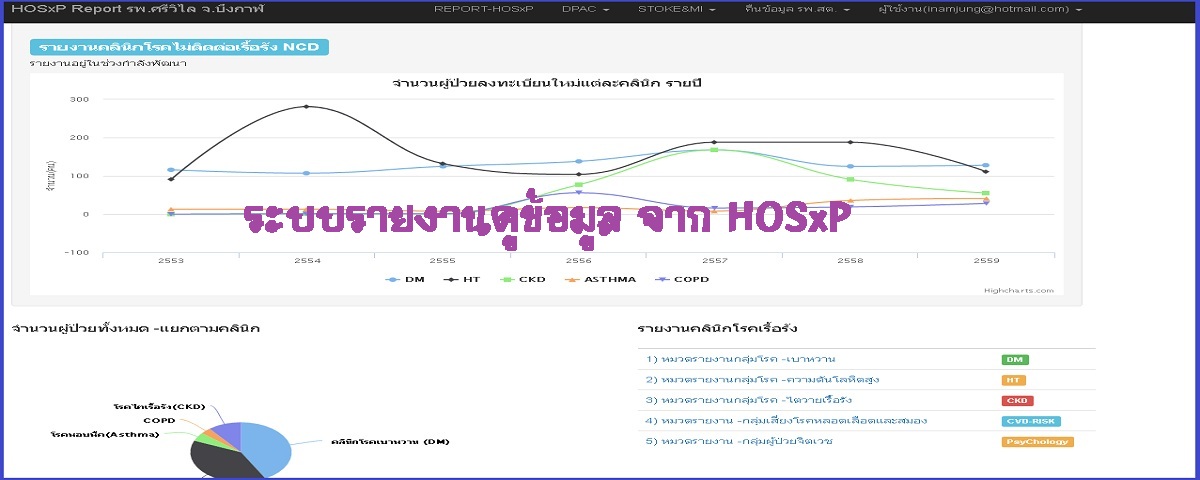 HOSxP Report รพ.ศรีวิไล จ.บึงกาฬ REPORT-HOSxP DPAC STOKE&MI คืนข้อมูล รพ.สต. ผู้ใช้งาน(inamjung@hotmail.com)
รายงานคลินิกโรคไม่ติดต่อเรื้อรัง NCD
รายงานอยู่ในช่วงกำลังพัฒนา
จำนวนผู้ป่วยลงทะเบียนใหม่แต่ละคลินิก รายปี
จำนวน(คน)
300
200
100
0
-100
ระบบรายงานดูข้อมูล จาก HOSxP
2553 2554 2555 2556 2557 2558 2559
DM HT CKD ASTHMA COPD
Highcharts.com
จำนวนผู้ป่วยทั้งหมด -แยกตามคลินิก
โรคไตเรื้อรัง(CKD)
COPD
โรคหอบหืด(Asthma)
คลินิกโรคเบาหวาน (DM)
รายงานคลินิกโรคเรื้อรัง
1) หมวดรายงานกลุ่มโรค -เบาหวาน DM
2) หมวดรายงานกลุ่มโรค -ความดันโลหิตสูง HT
3) หมวดรายงานกลุ่มโรค -ไตวายเรื้อรัง CKD
4) หมวดรายงาน -กลุ่มเสี่ยงโรคหลอดเลือดและสมอง CVD-RISK
5) หมวดรายงาน -กลุ่มผู้ป่วยจิตเวช PsyChology